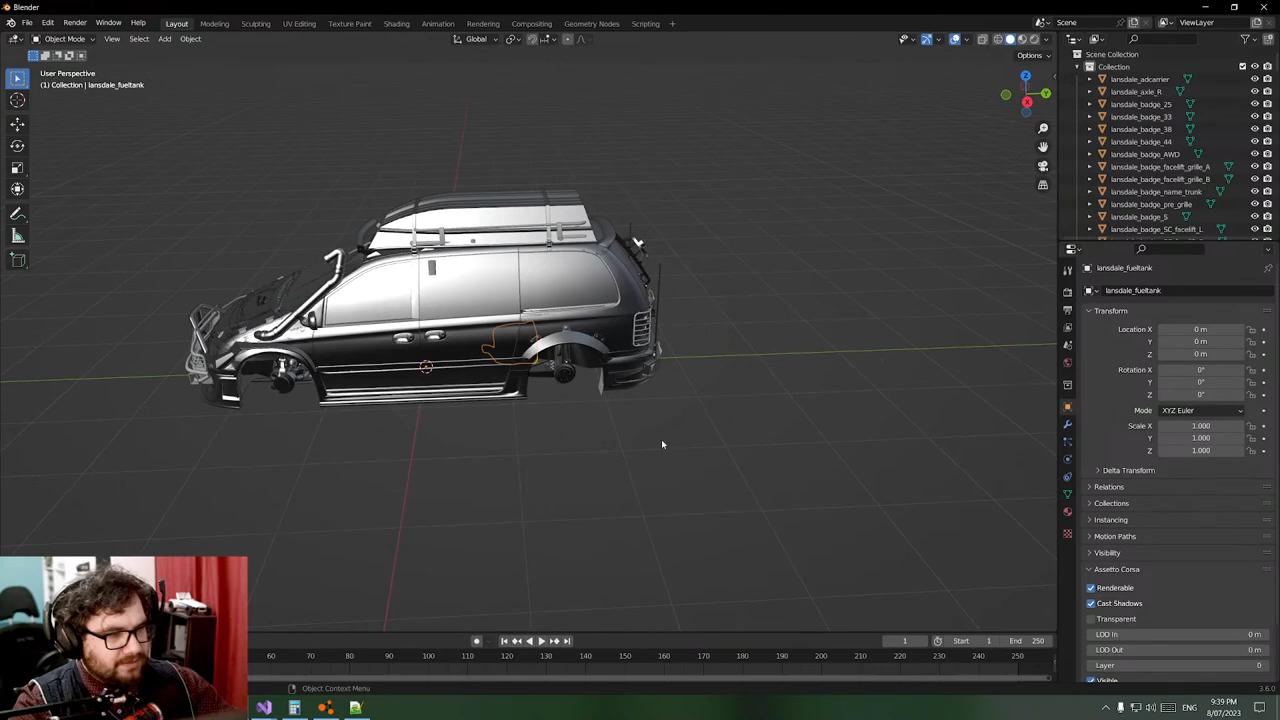 Blender
File Edit Render Window Help Layout Modeling Sculpting UV Editing Texture Paint Shading Animation Rendering Compositing Geometry Nodes Scripting + Scene ViewLayer
Object Mode View Select Add Object Global
Options
User Perspective
(1) Collection | lansdale_fueltank
Z
Y
X
Scene Collection
Collection
lansdale_adcarrier
lansdale_axle_R
lansdale_badge_25
lansdale_badge_33
lansdale_badge_38
lansdale_badge_44
lansdale_badge_AWD
lansdale_badge_facelift_grille_A
lansdale_badge_facelift_grille_B
lansdale_badge_name_trunk
lansdale_badge_pre_grille
lansdale_badge_S
lansdale_badge_SC_facelift_L
lansdale_fueltank
lansdale_fueltank
Transform
Location X 0 m
Y 0 m
Z 0 m
Rotation X 0°
Y 0°
Z 0°
Mode XYZ Euler
Scale X 1.000
Y 1.000
Z 1.000
Delta Transform
Relations
Collections
Instancing
Motion Paths
Visibility
Assetto Corsa
Renderable
Cast Shadows
Transparent
LOD In 0 m
LOD Out 0 m
Layer 0
Visible
1 Start 1 End 250
60 70 80 90 100 110 120 130 140 150 160 170 180 190 200 210 220 230 240 250
Object Context Menu
3.6.0
ENG
9:39 PM
8/07/2023